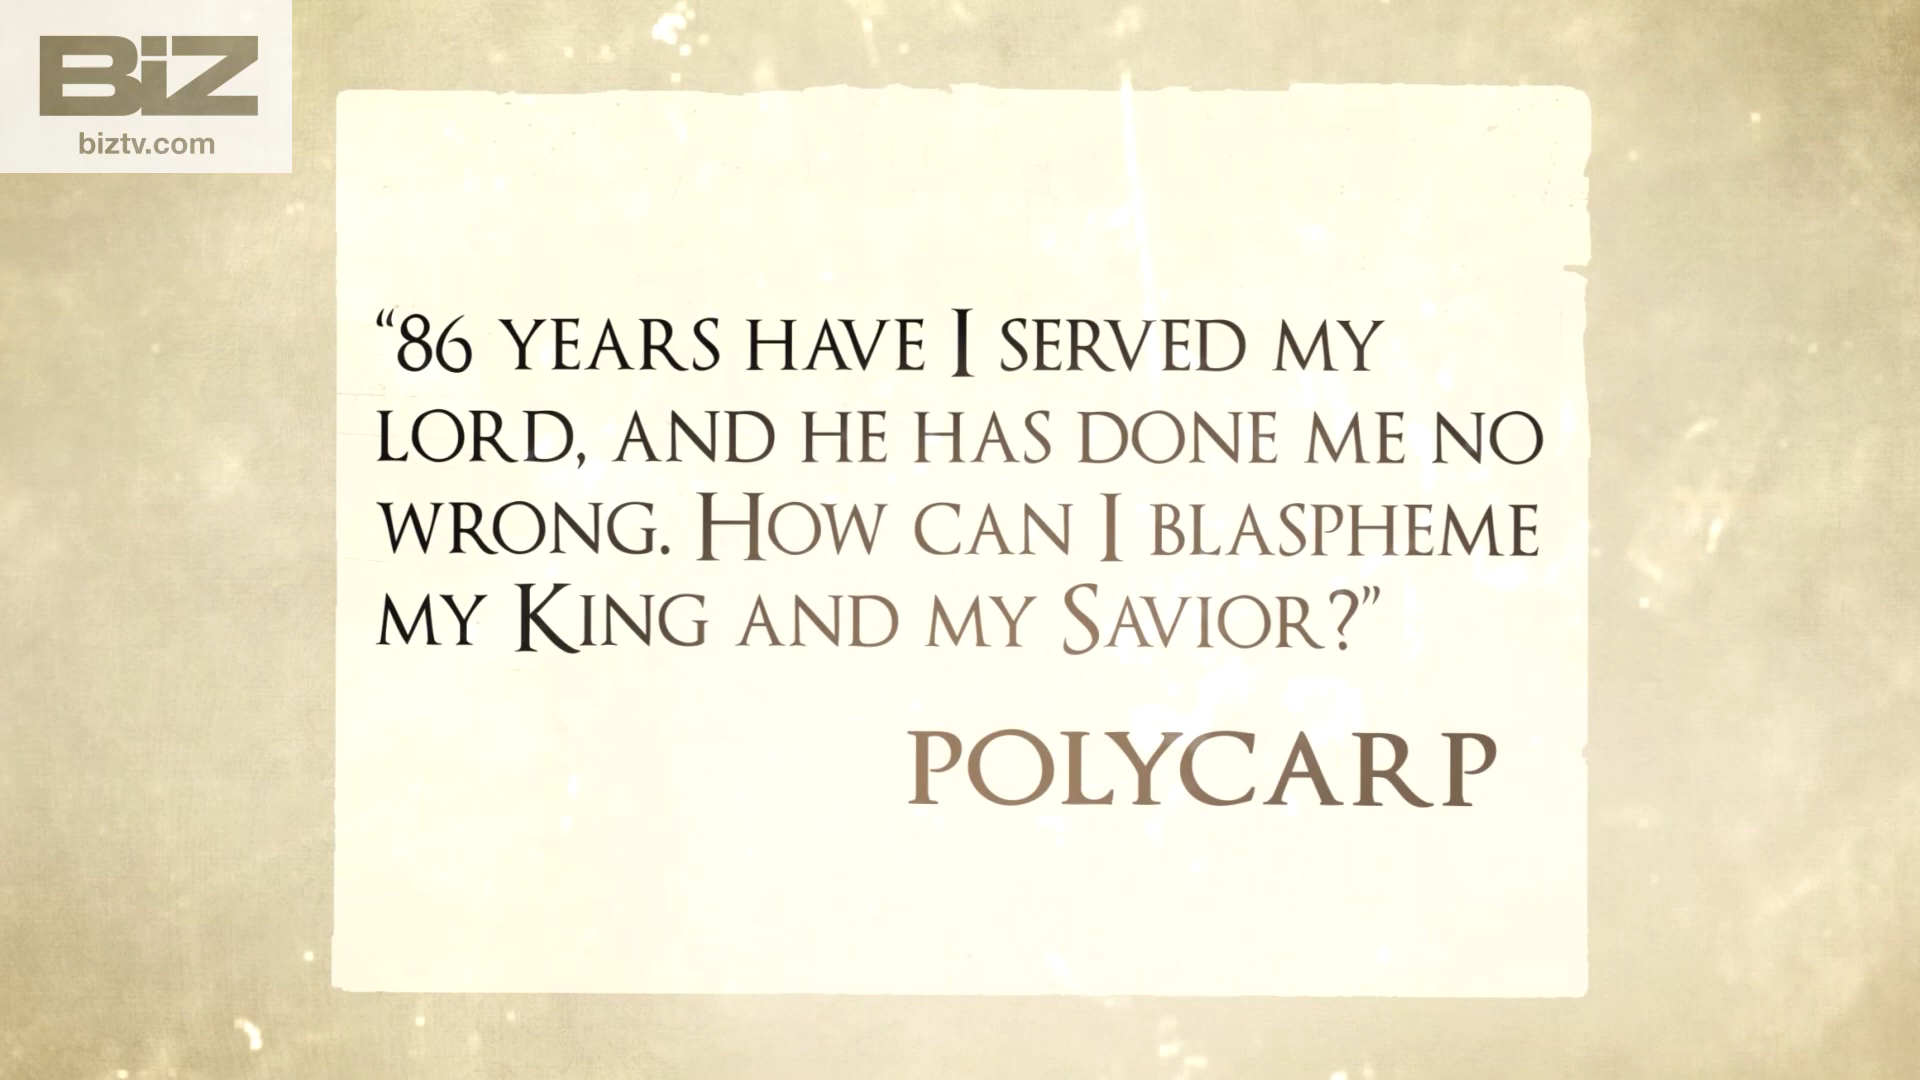 BiZ
biztv.com
“86 years have I served my
lord, and he has done me no
wrong. How can I blaspheme
my King and my Savior?”
POLYCARP